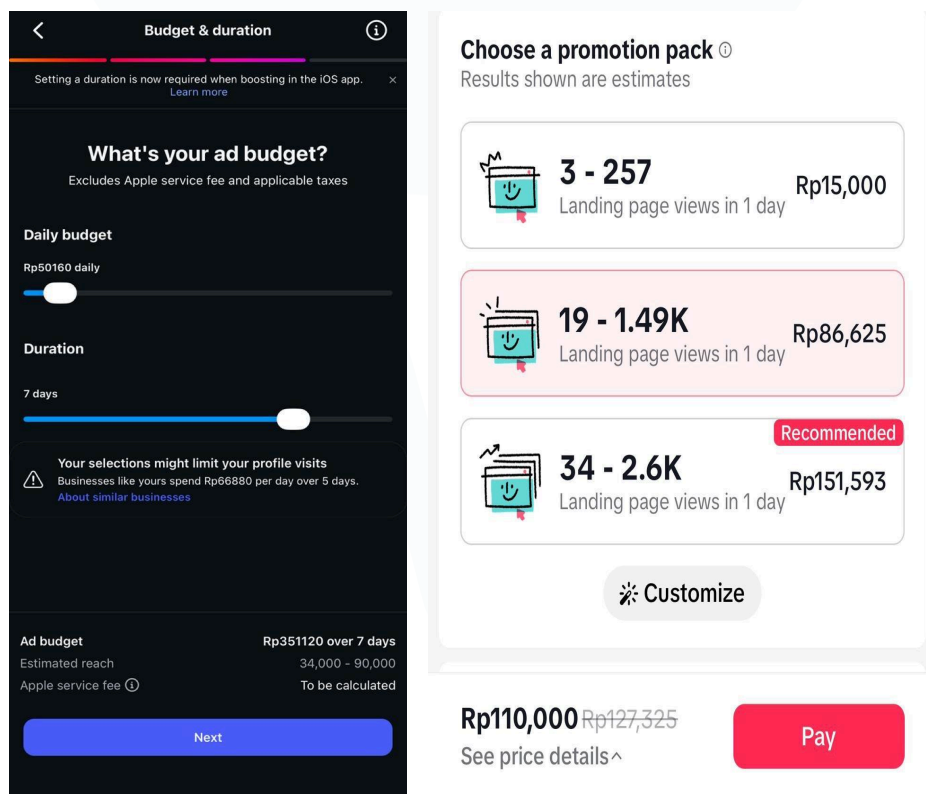 Budget & duration
Setting a duration is now required when boosting in the iOS app.
Learn more
What's your ad budget?
Excludes Apple service fee and applicable taxes
Daily budget
Rp50160 daily
Duration
7 days
Your selections might limit your profile visits
Businesses like yours spend Rp66880 per day over 5 days.
About similar businesses
Ad budget Rp351120 over 7 days
Estimated reach 34,000 - 90,000
Apple service fee To be calculated
Next
Choose a promotion pack
Results shown are estimates
3 - 257
Landing page views in 1 day
Rp15,000
19 - 1.49K
Landing page views in 1 day
Rp86,625
Recommended
34 - 2.6K
Landing page views in 1 day
Rp151,593
Customize
Rp110,000 Rp127,325
See price details
Pay